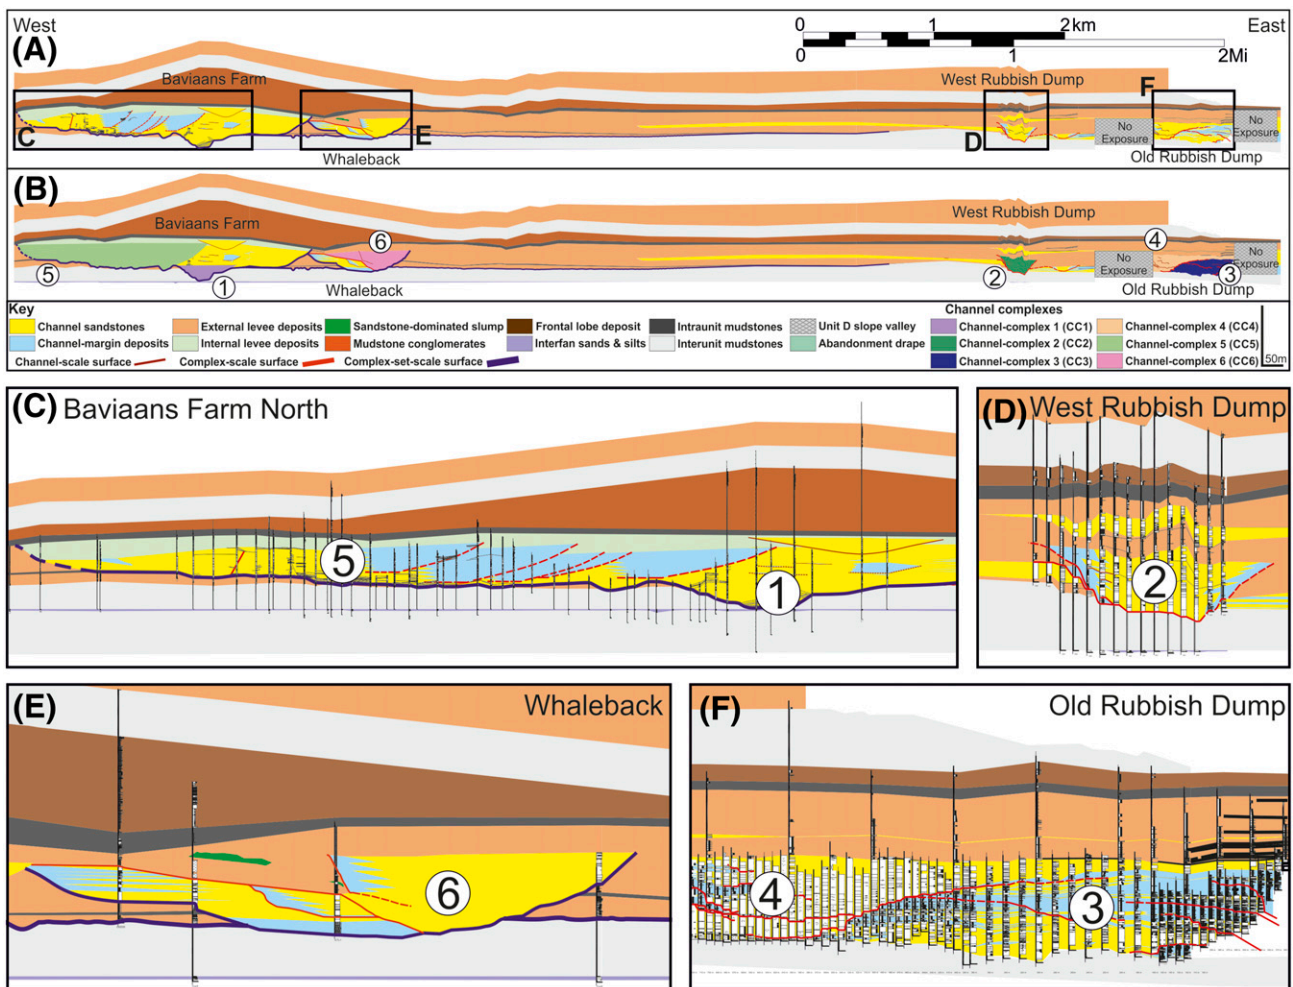 West
East
(A)
0 1 2km
0 1 2Mi
Baviaans Farm
West Rubbish Dump
F
C
E
D
No
Exposure
No
Exposure
Whaleback
Old Rubbish Dump
(B)
Baviaans Farm
West Rubbish Dump
6
4
No
Exposure
No
Exposure
5
1
2
3
Whaleback
Old Rubbish Dump
Key
Channel complexes
Channel sandstones External levee deposits Sandstone-dominated slump Frontal lobe deposit Intraunit mudstones Unit D slope valley Channel-complex 1 (CC1) Channel-complex 4 (CC4)
Channel-margin deposits Internal levee deposits Mudstone conglomerates Interfan sands & silts Interunit mudstones Abandonment drape Channel-complex 2 (CC2) Channel-complex 5 (CC5)
Channel-scale surface Complex-scale surface Complex-set-scale surface Channel-complex 3 (CC3) Channel-complex 6 (CC6)
50m
(C) Baviaans Farm North
5
1
(D) West Rubbish Dump
2
(E) Whaleback
6
(F) Old Rubbish Dump
4
3